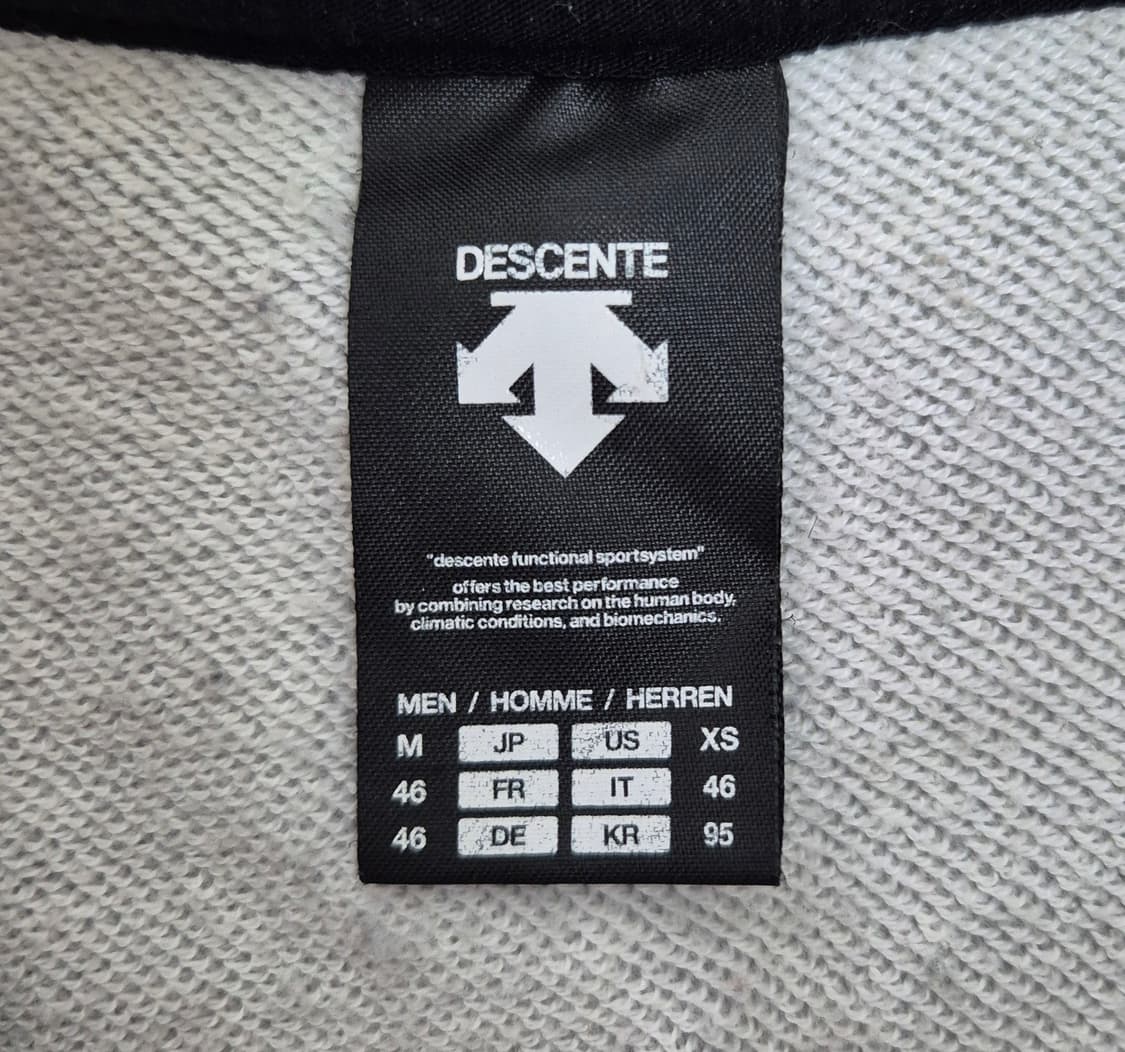 DESCENTE
"descente functional sportsystem"
offers the best performance
by combining research on the human body,
climatic conditions, and biomechanics.
MEN / HOMME / HERREN
M JP US XS
46 FR IT 46
46 DE KR 95